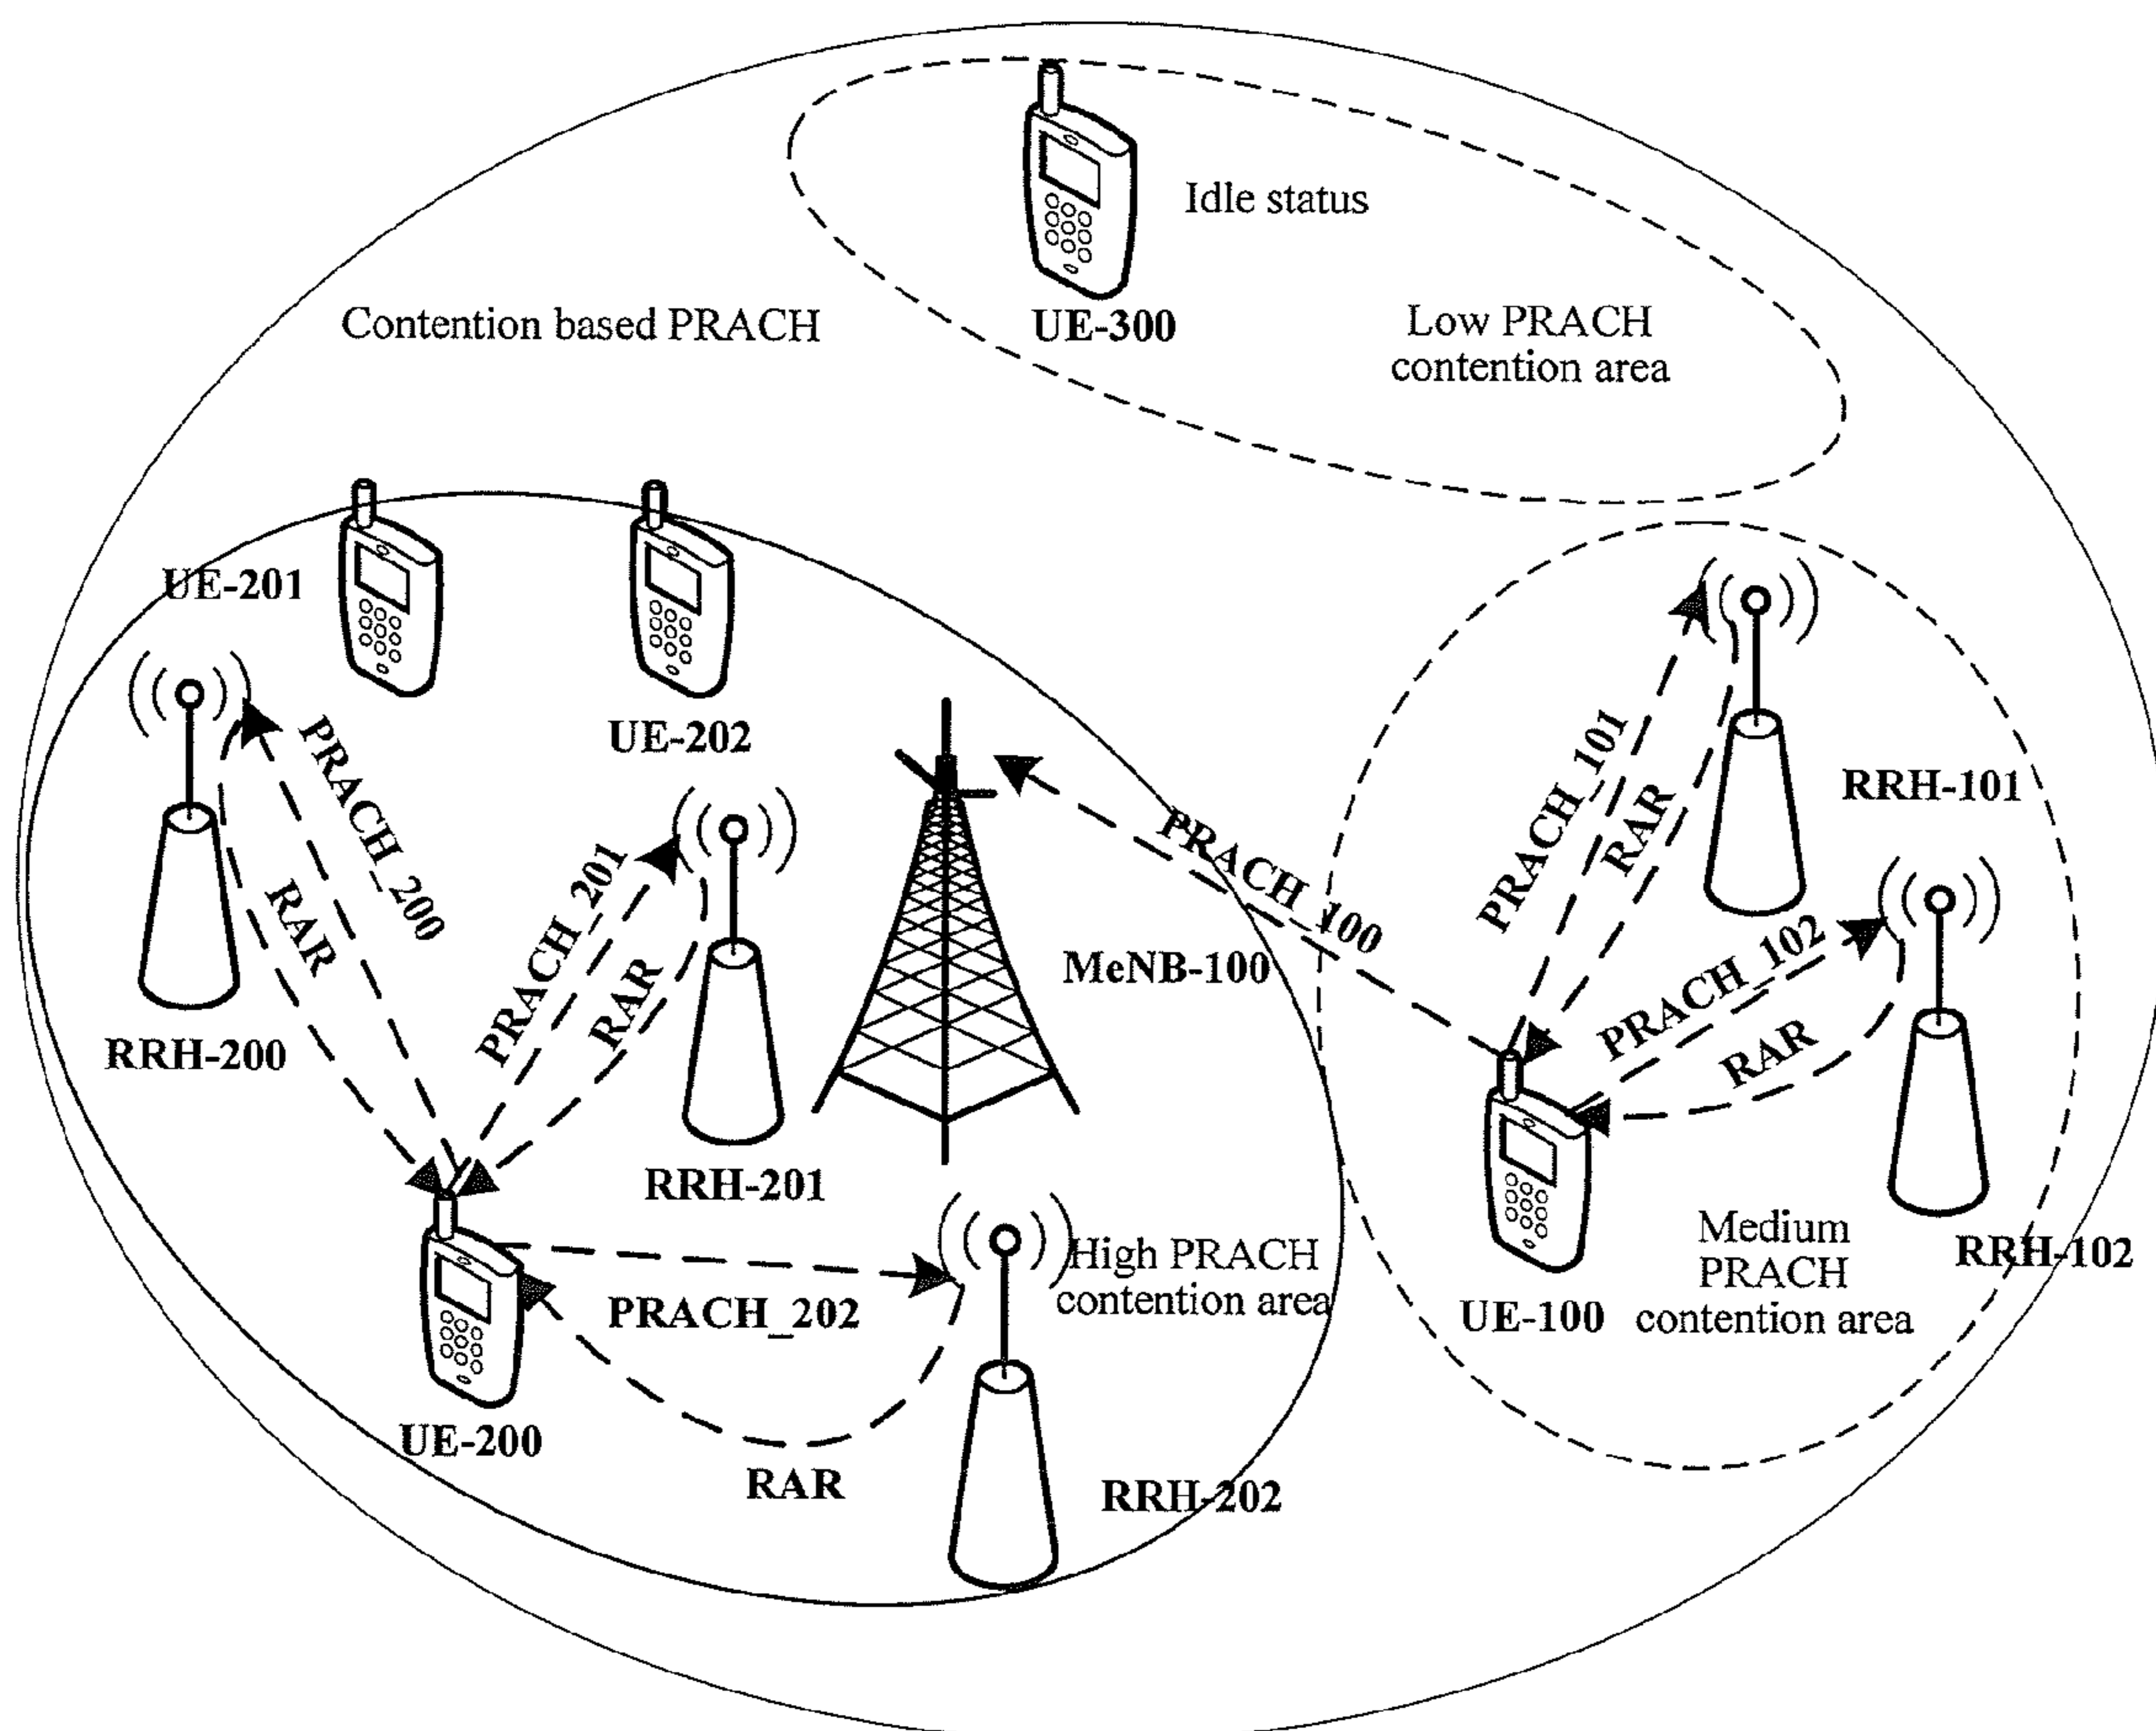 Idle status
Contention based PRACH
UE-300
Low PRACH
contention area
UE-201
UE-202
PRACH_200
RAR
RRH-200
PRACH_201
RAR
RRH-201
MeNB-100
PRACH_100
PRACH_101
RAR
RRH-101
PRACH_102
RAR
RRH-102
UE-100
Medium
PRACH
contention area
High PRACH
contention area
PRACH_202
UE-200
RAR
RRH-202